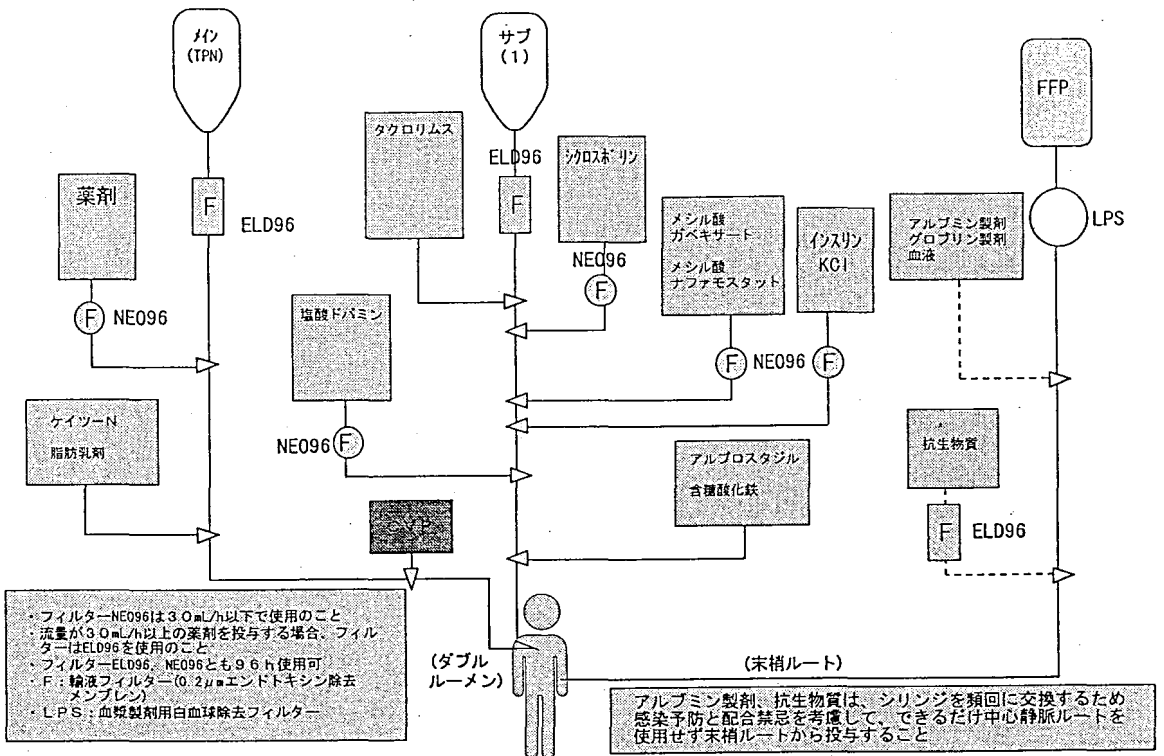 メイン
(TPN)
サブ
(1)
FFP
タクロリムス
ELD96
シクロスポリン
薬剤
F
ELD96
F
メシル酸
ガベキサート
メシル酸
ナファモスタット
インスリン
KCl
アルブミン製剤
グロブリン製剤
血液
LPS
NEO96
F
塩酸ドパミン
F
NEO96
F
NEO96
F
ケイツーN
脂肪乳剤
NEO96
F
アルプロスタジル
含糖酸化鉄
抗生物質
CVP
F
ELD96
・フィルターNEO96は30mL/h以下で使用のこと
・流量が30mL/h以上の薬剤を投与する場合、フィル
ターはELD96を使用のこと
・フィルターELD96、NEO96とも96h使用可
・F:輸液フィルター(0.2μmエンドトキシン除去
メンブレン)
・LPS:血漿製剤用白血球除去フィルター
(ダブル
ルーメン)
(末梢ルート)
アルブミン製剤、抗生物質は、シリンジを頻回に交換するため
感染予防と配合禁忌を考慮して、できるだけ中心静脈ルートを
使用せず末梢ルートから投与すること